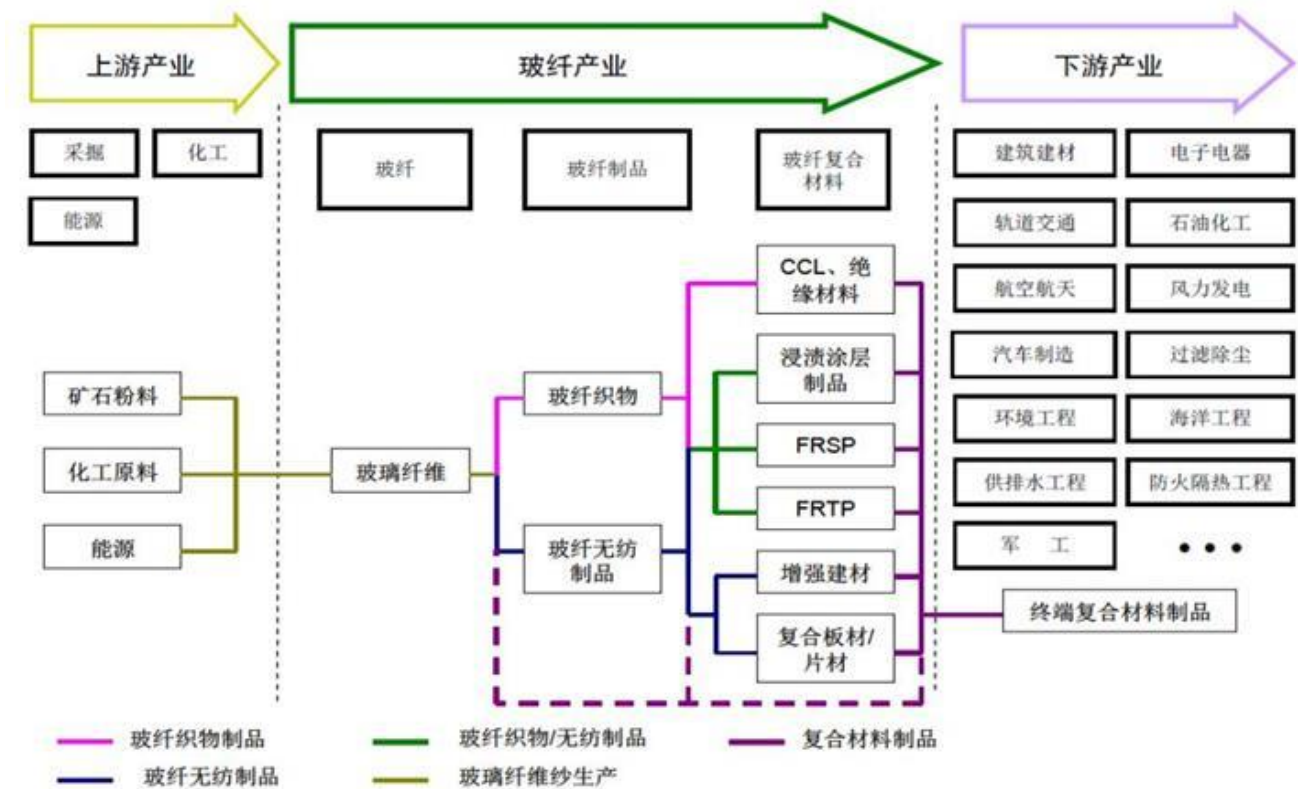 上游产业
玻纤产业
下游产业
采掘
化工
能源
玻纤
玻纤制品
玻纤复合
材料
建筑建材
电子电器
轨道交通
石油化工
航空航天
风力发电
汽车制造
过滤除尘
环境工程
海洋工程
供排水工程
防火隔热工程
军 工
•••
矿石粉料
化工原料
能源
玻璃纤维
玻纤织物
玻纤无纺
制品
CCL、绝
缘材料
浸渍涂层
制品
FRSP
FRTP
增强建材
复合板材/
片材
终端复合材料制品
玻纤织物制品
玻纤织物/无纺制品
复合材料制品
玻纤无纺制品
玻璃纤维纱生产